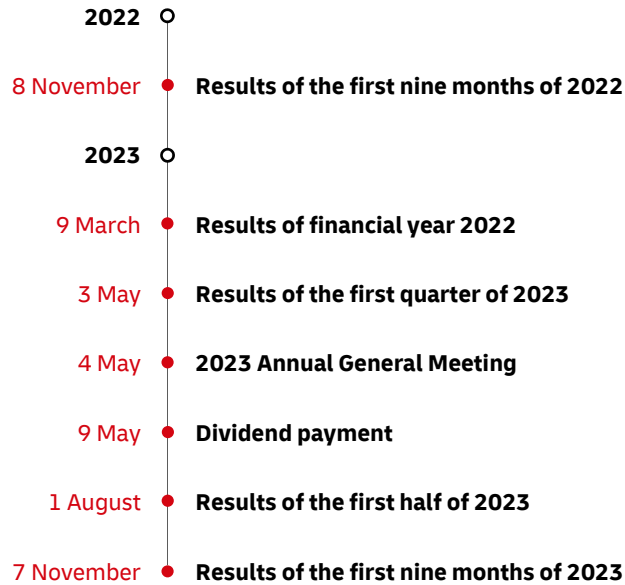 2022
8 November Results of the first nine months of 2022
2023
9 March Results of financial year 2022
3 May Results of the first quarter of 2023
4 May 2023 Annual General Meeting
9 May Dividend payment
1 August Results of the first half of 2023
7 November Results of the first nine months of 2023